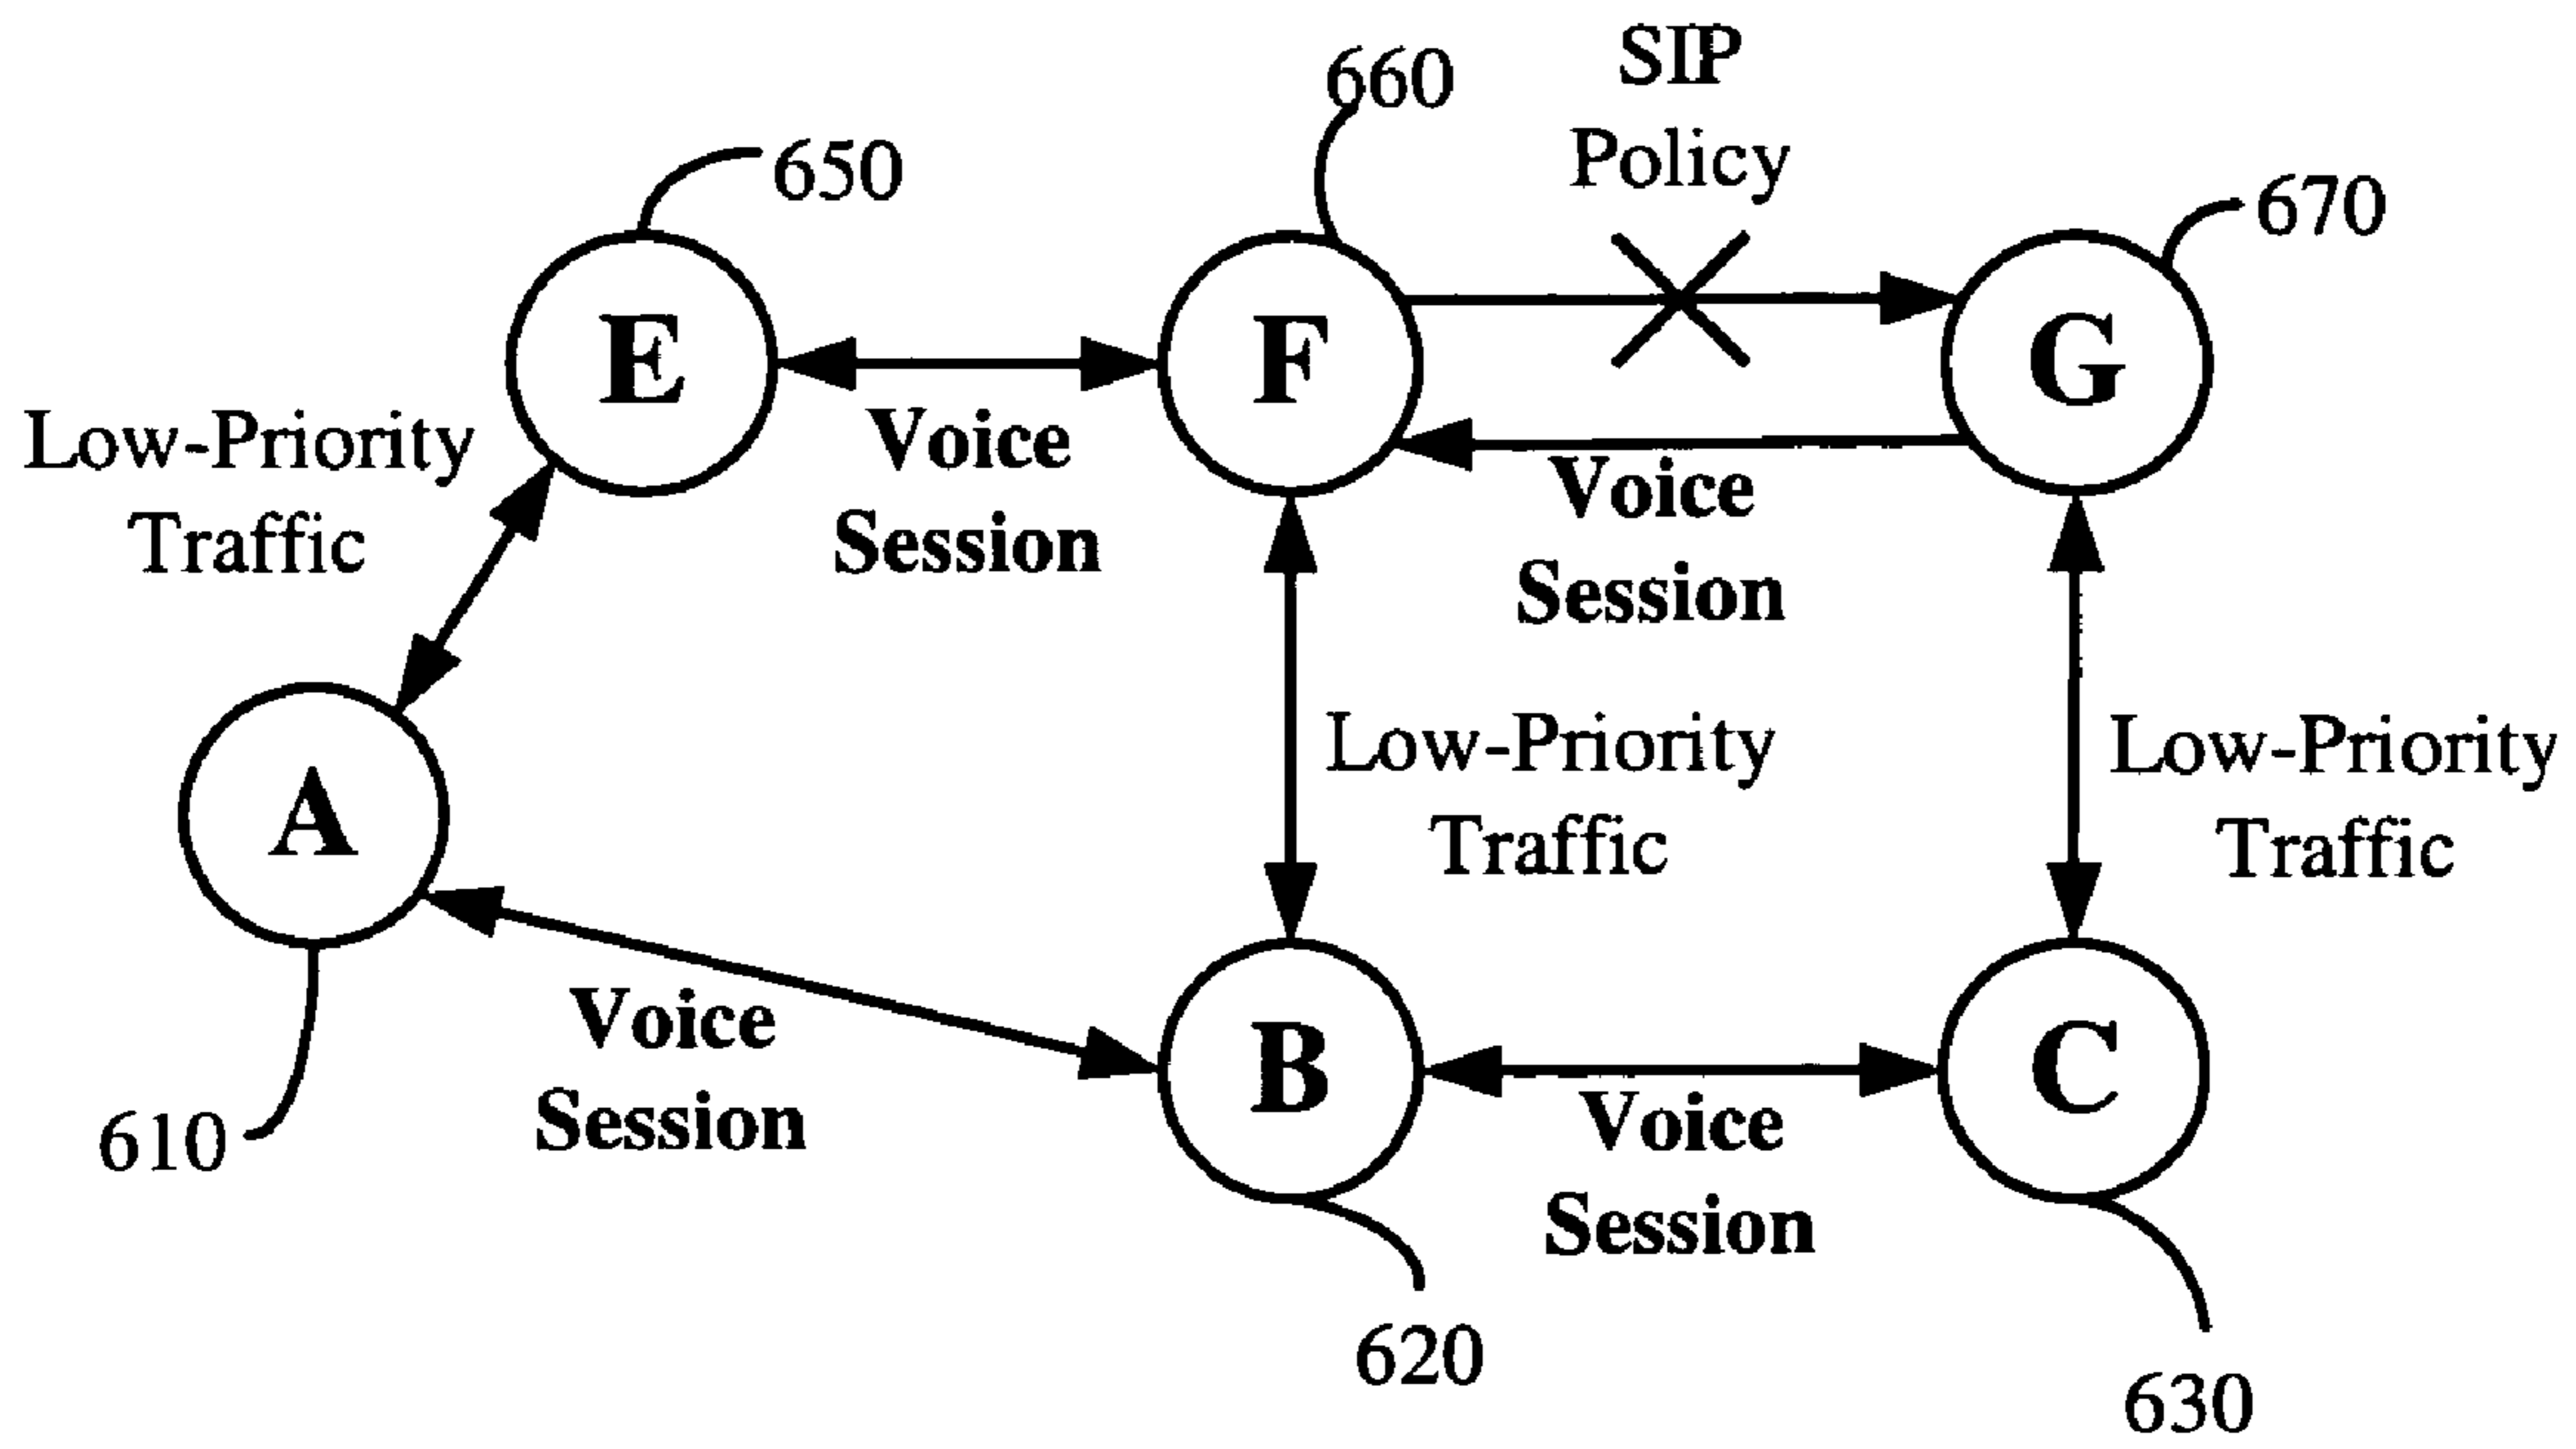 660
SIP
Policy
650
670
E
F
G
Low-Priority
Traffic
Voice
Session
Voice
Session
A
Low-Priority
Traffic
Low-Priority
Traffic
Voice
Session
B
C
Voice
Session
610
620
630